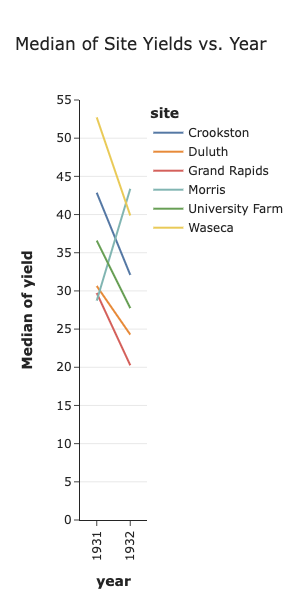 Median of Site Yields vs. Year
55
50
45
40
35
30
25
20
15
10
5
0
Median of yield
1931
1932
year
site
Crookston
Duluth
Grand Rapids
Morris
University Farm
Waseca